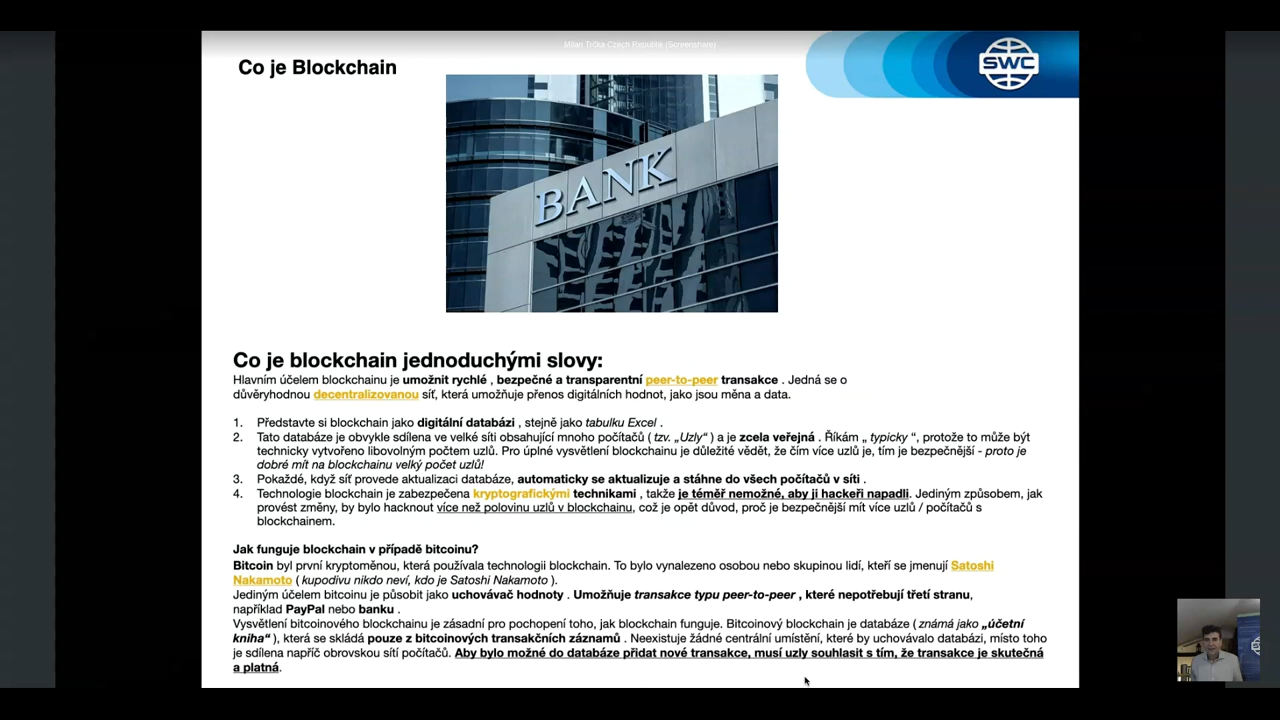 Milan Trčka Czech Republic (Screenshare)
Co je Blockchain
SWC
BANK
Co je blockchain jednoduchými slovy:
Hlavním účelem blockchainu je umožnit rychlé , bezpečné a transparentní peer-to-peer transakce . Jedná se o
důvěryhodnou decentralizovanou síť, která umožňuje přenos digitálních hodnot, jako jsou měna a data.
1. Představte si blockchain jako digitální databázi , stejně jako tabulku Excel .
2. Tato databáze je obvykle sdílena ve velké síti obsahující mnoho počítačů ( tzv. „Uzly“ ) a je zcela veřejná . Říkám „ typicky “, protože to může být
technicky vytvořeno libovolným počtem uzlů. Pro úplné vysvětlení blockchainu je důležité vědět, že čím více uzlů je, tím je bezpečnější - proto je
dobré mít na blockchainu velký počet uzlů!
3. Pokaždé, když síť provede aktualizaci databáze, automaticky se aktualizuje a stáhne do všech počítačů v síti .
4. Technologie blockchain je zabezpečena kryptografickými technikami , takže je téměř nemožné, aby ji hackeři napadli. Jediným způsobem, jak
provést změny, by bylo hacknout více než polovinu uzlů v blockchainu, což je opět důvod, proč je bezpečnější mít více uzlů / počítačů s
blockchainem.
Jak funguje blockchain v případě bitcoinu?
Bitcoin byl první kryptoměnou, která používala technologii blockchain. To bylo vynalezeno osobou nebo skupinou lidí, kteří se jmenují Satoshi
Nakamoto ( kupodivu nikdo neví, kdo je Satoshi Nakamoto ).
Jediným účelem bitcoinu je působit jako uchovávač hodnoty . Umožňuje transakce typu peer-to-peer , které nepotřebují třetí stranu,
například PayPal nebo banku .
Vysvětlení bitcoinového blockchainu je zásadní pro pochopení toho, jak blockchain funguje. Bitcoinový blockchain je databáze ( známá jako „účetní
kniha“ ), která se skládá pouze z bitcoinových transakčních záznamů . Neexistuje žádné centrální umístění, které by uchovávalo databázi, místo toho
je sdílena napříč obrovskou sítí počítačů. Aby bylo možné do databáze přidat nové transakce, musí uzly souhlasit s tím, že transakce je skutečná
a platná.